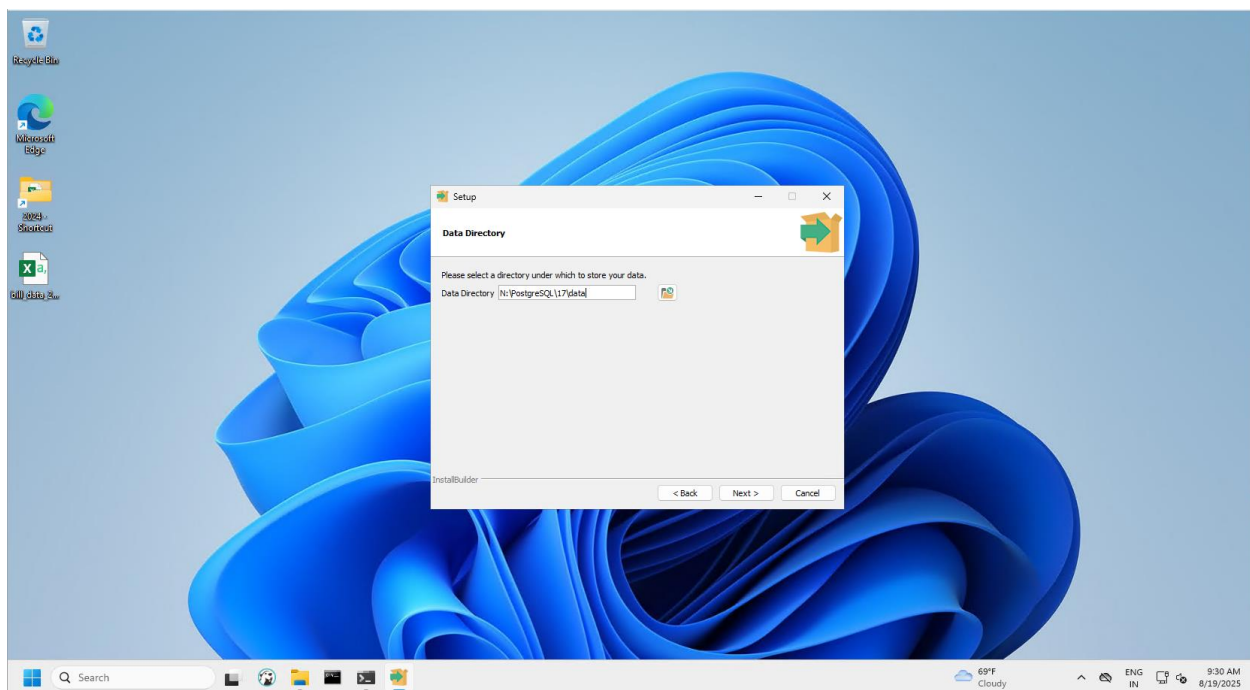 Recycle Bin
Microsoft
Edge
2024 -
Shortcut
bill_data_2...
Setup
Data Directory
Please select a directory under which to store your data.
Data Directory N:\PostgreSQL\17\data
InstallBuilder
< Back Next > Cancel
Search
69°F
Cloudy
ENG
IN
9:30 AM
8/19/2025